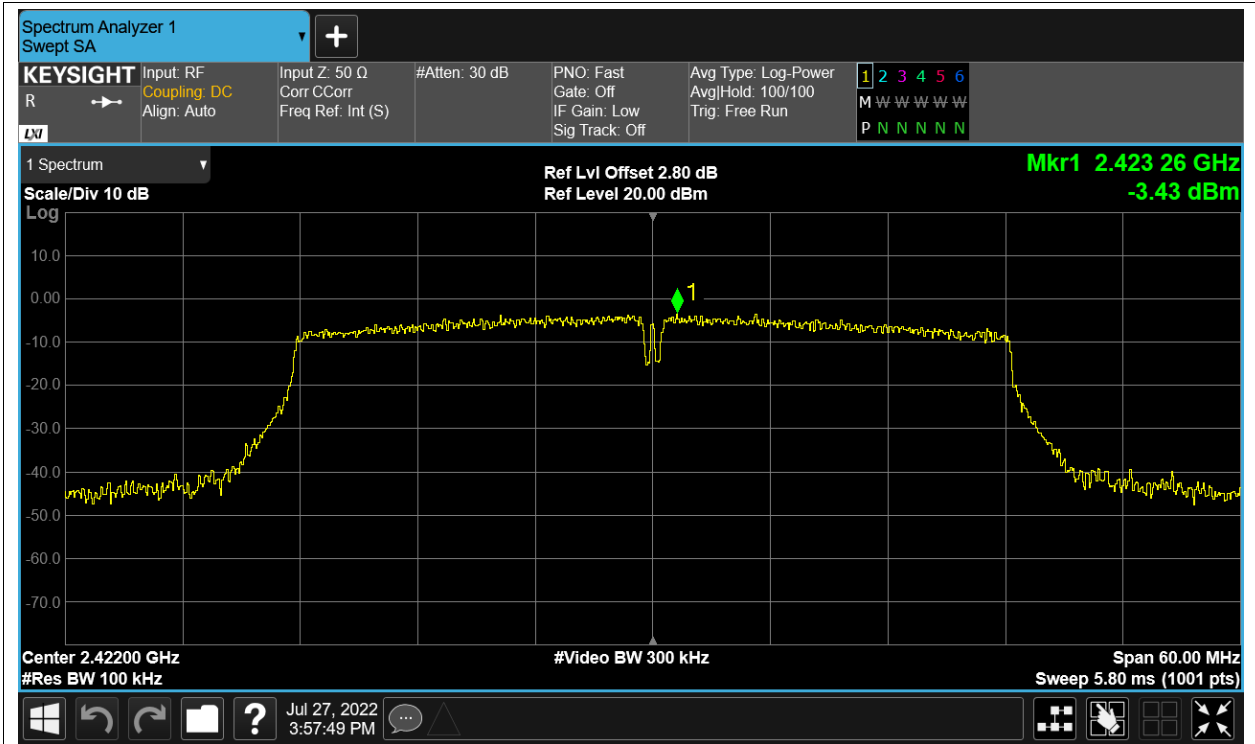 Spectrum Analyzer 1
Swept SA
KEYSIGHT
R
LXI
Input: RF
Coupling: DC
Align: Auto
Input Z: 50 Ω
Corr CCorr
Freq Ref: Int (S)
#Atten: 30 dB
PNO: Fast
Gate: Off
IF Gain: Low
Sig Track: Off
Avg Type: Log-Power
Avg|Hold: 100/100
Trig: Free Run
1 2 3 4 5 6
M W W W W W
P N N N N N
1 Spectrum
Scale/Div 10 dB
Ref Lvl Offset 2.80 dB
Ref Level 20.00 dBm
Mkr1 2.423 26 GHz
-3.43 dBm
Log
10.0
0.00
-10.0
-20.0
-30.0
-40.0
-50.0
-60.0
-70.0
1
Center 2.42200 GHz
#Res BW 100 kHz
#Video BW 300 kHz
Span 60.00 MHz
Sweep 5.80 ms (1001 pts)
?
Jul 27, 2022
3:57:49 PM